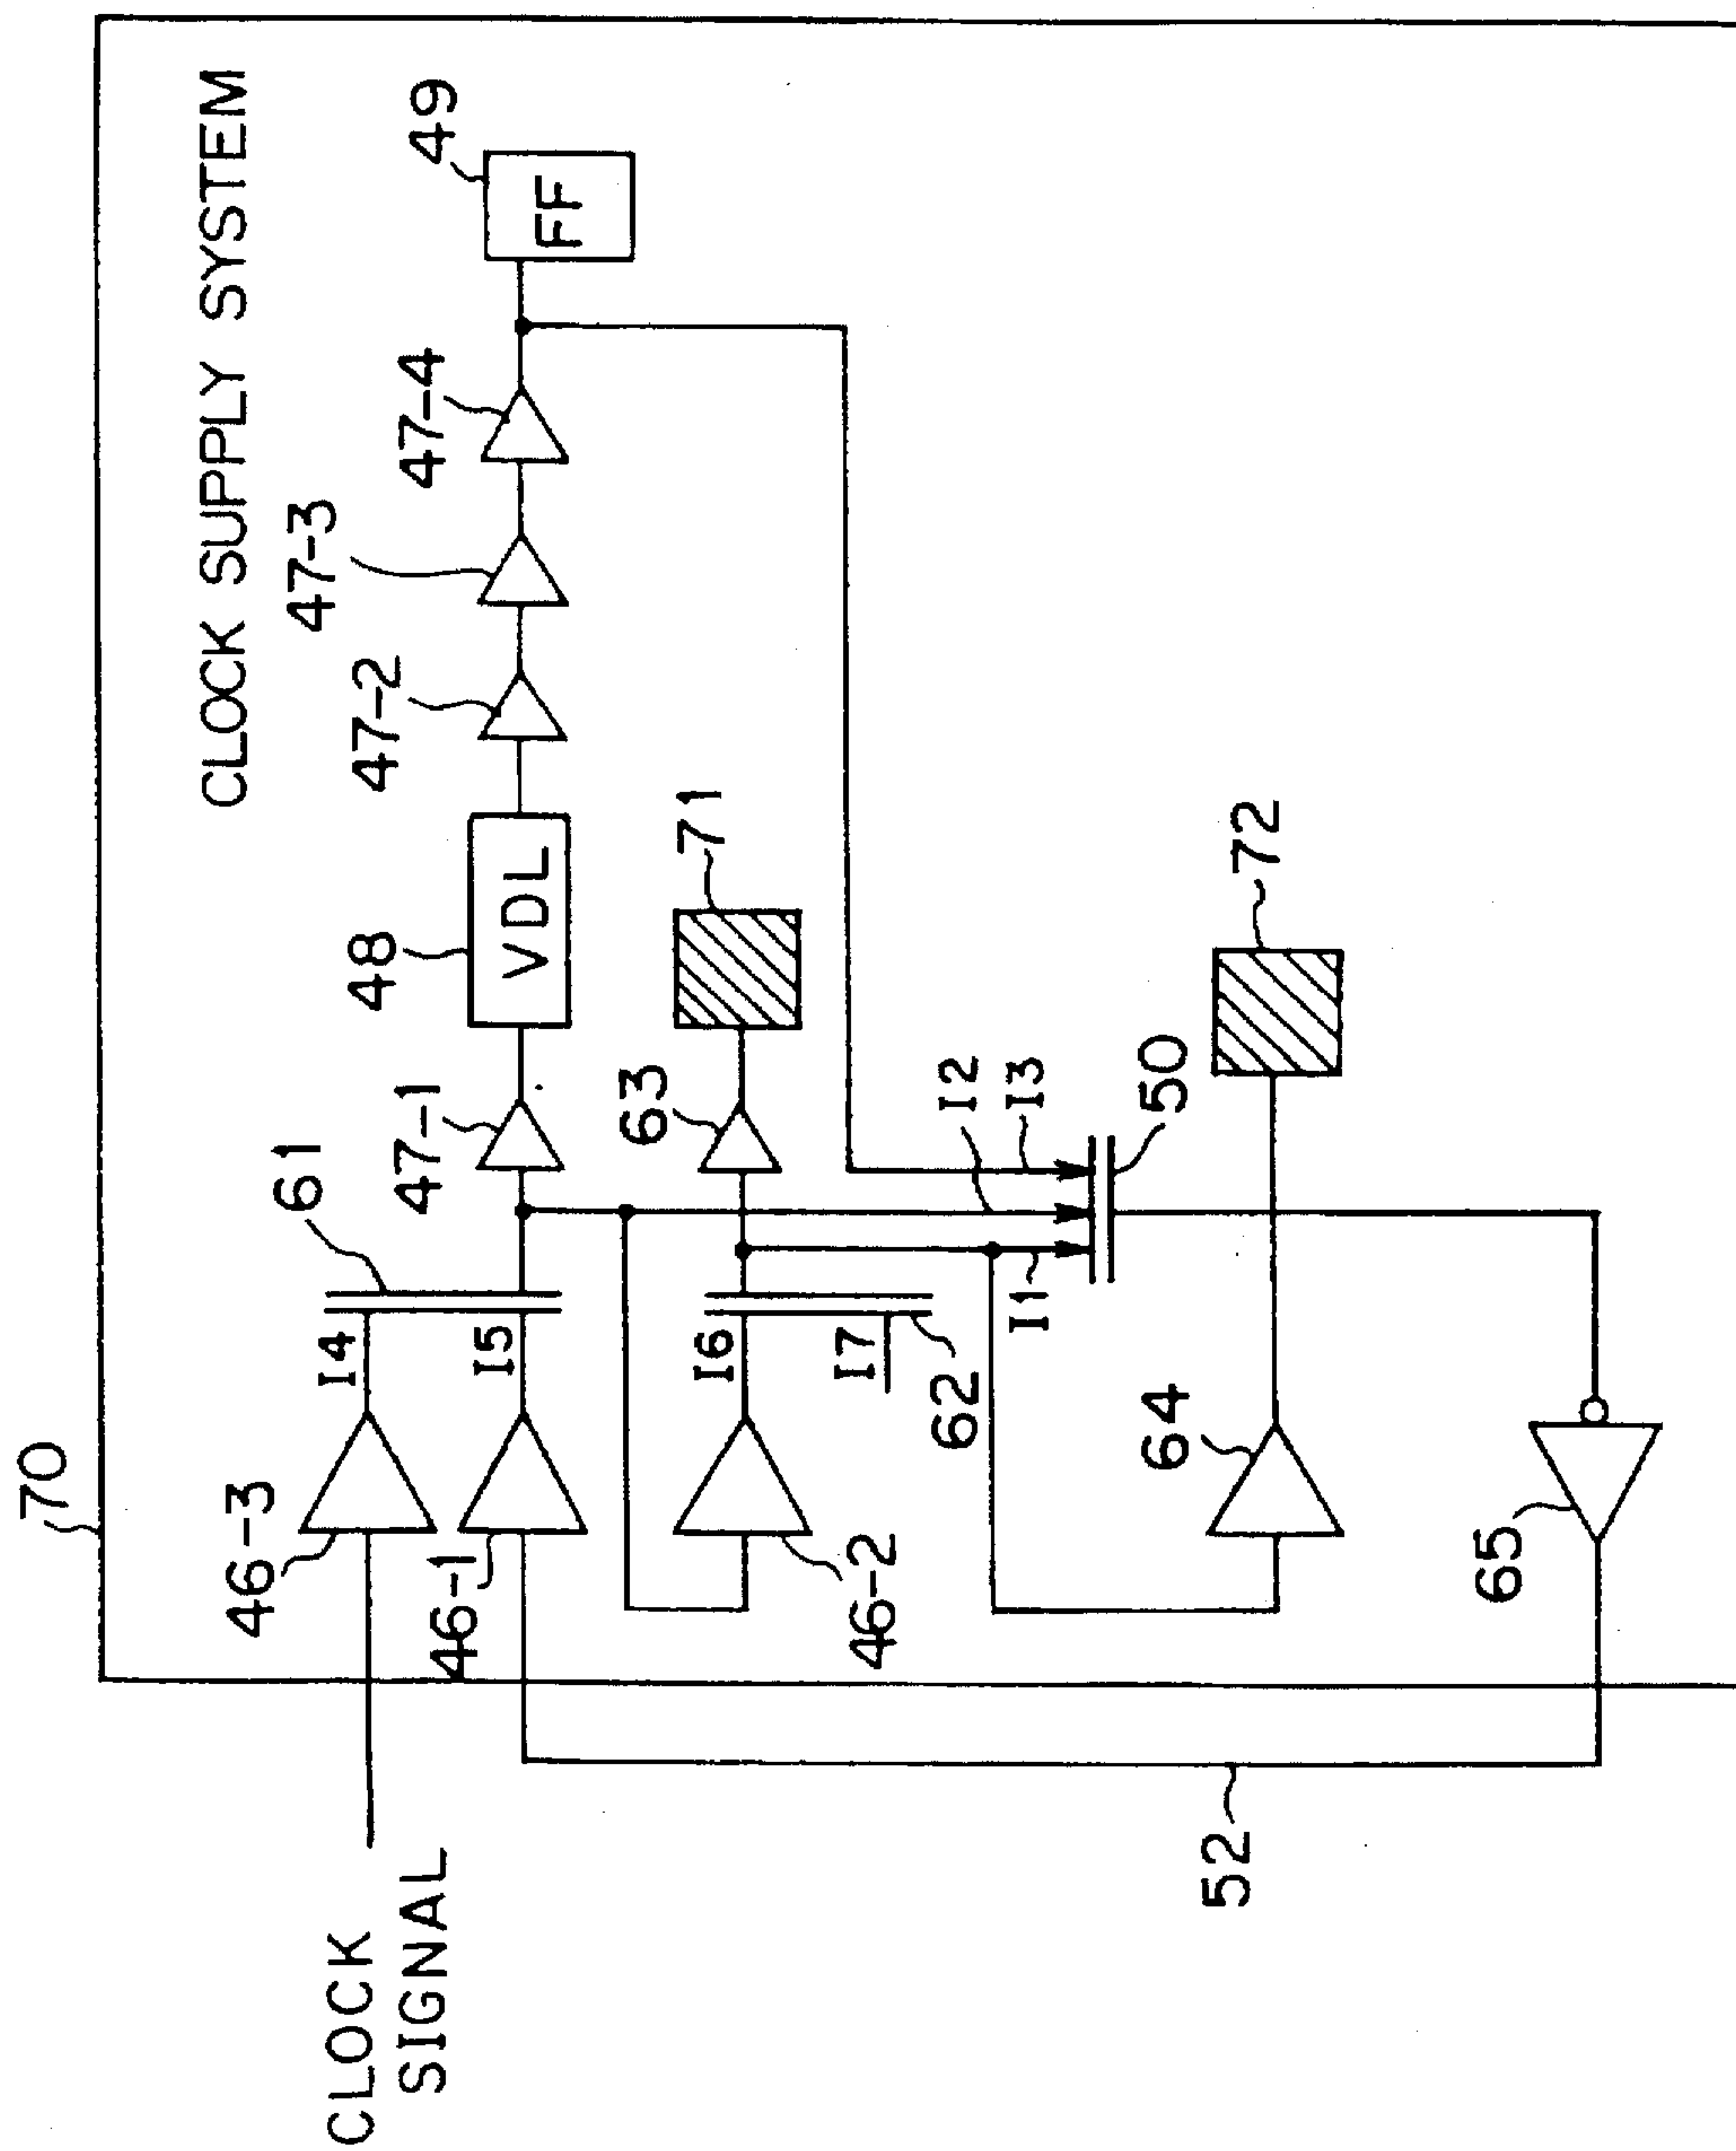 70
CLOCK SUPPLY SYSTEM
CLOCK
SIGNAL
46-3
I4
61
46-1
I5
47-1
48
VDL
47-2
47-3
47-4
49
FF
46-2
I6
I7
62
63
71
I1
I2
I3
50
64
72
65
52